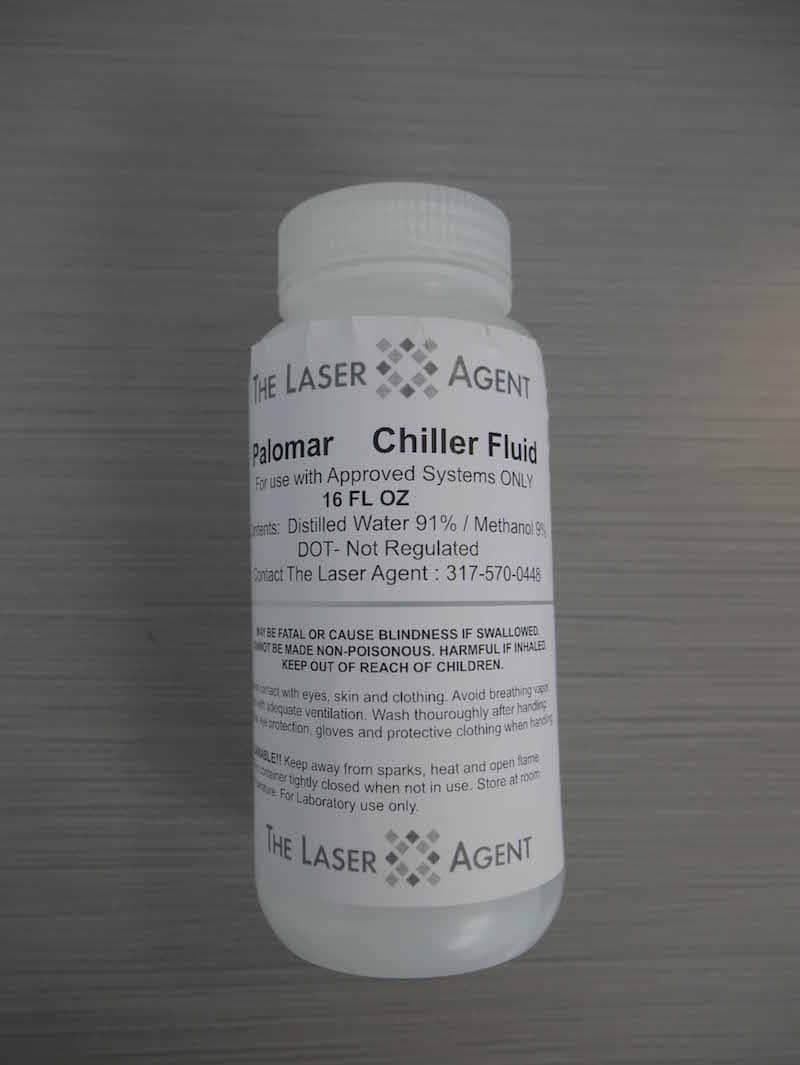 THE LASER AGENT
Palomar Chiller Fluid
For use with Approved Systems ONLY
16 FL OZ
Distilled Water 91% / Methanol 9%
DOT- Not Regulated
Contact The Laser Agent : 317-570-0448
MAY BE FATAL OR CAUSE BLINDNESS IF SWALLOWED.
CANNOT BE MADE NON-POISONOUS. HARMFUL IF INHALED.
KEEP OUT OF REACH OF CHILDREN.
contact with eyes, skin and clothing. Avoid breathing vapor.
with adequate ventilation. Wash thouroughly after handling.
eye protection, gloves and protective clothing when handling
Keep away from sparks, heat and open flame.
container tightly closed when not in use. Store at room
For Laboratory use only.
THE LASER AGENT